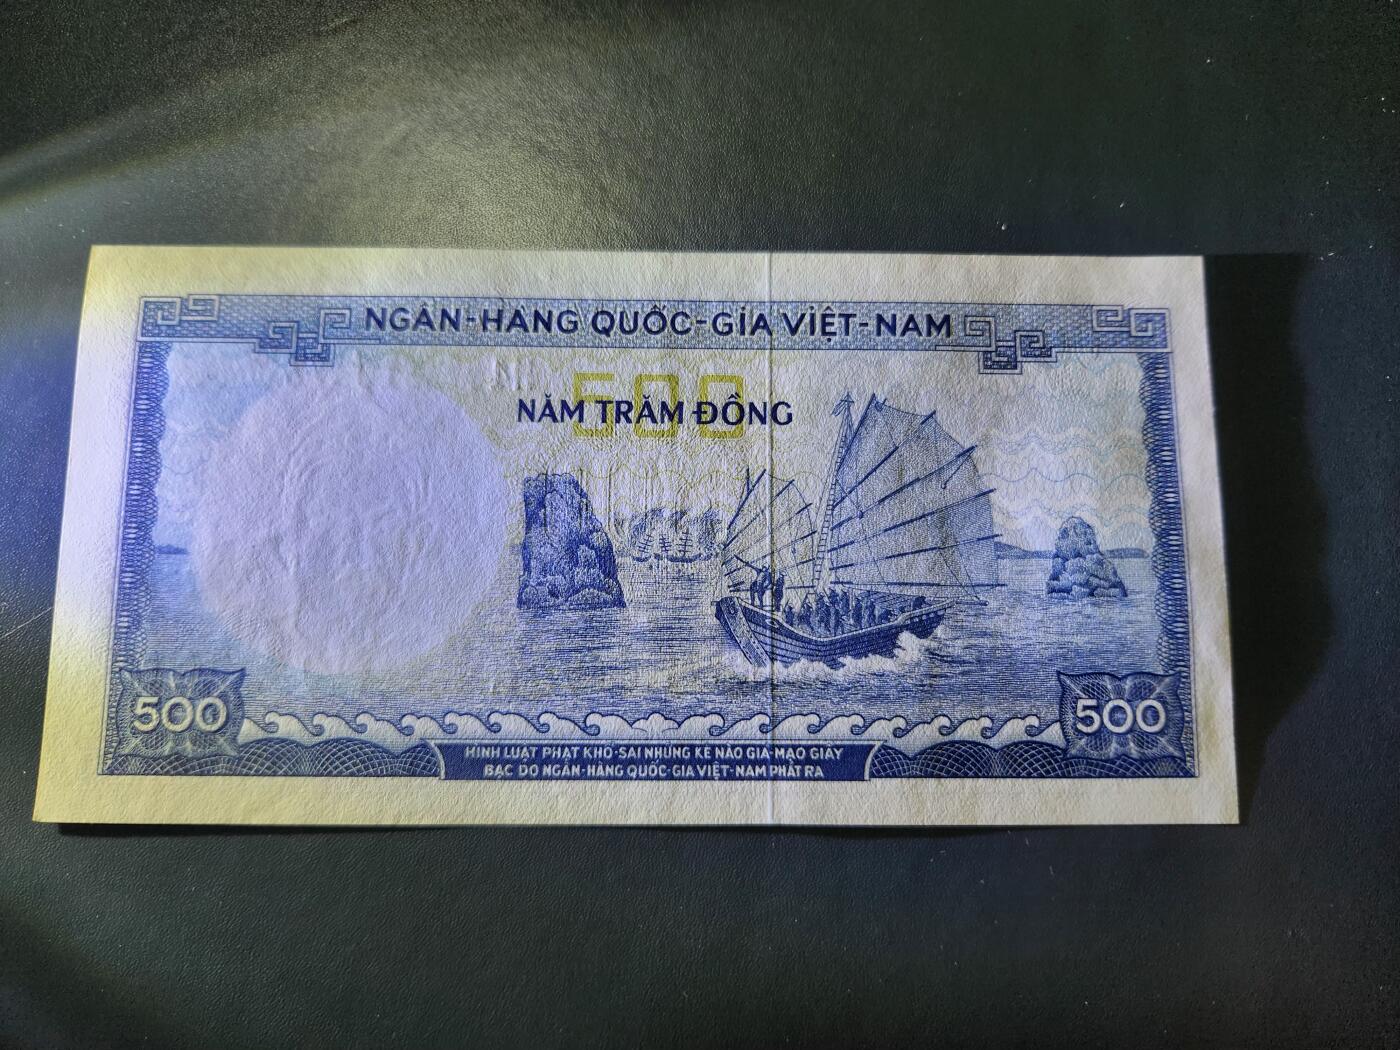 NGÂN-HÀNG QUỐC-GIA VIỆT-NAM
500
NĂM TRĂM ĐỒNG
500
500
HÌNH LUẬT PHẠT KHỔ-SAI NHỮNG KẺ NÀO GIẢ-MẠO GIẤY
BẠC DO NGÂN-HÀNG QUỐC-GIA VIỆT-NAM PHÁT RA